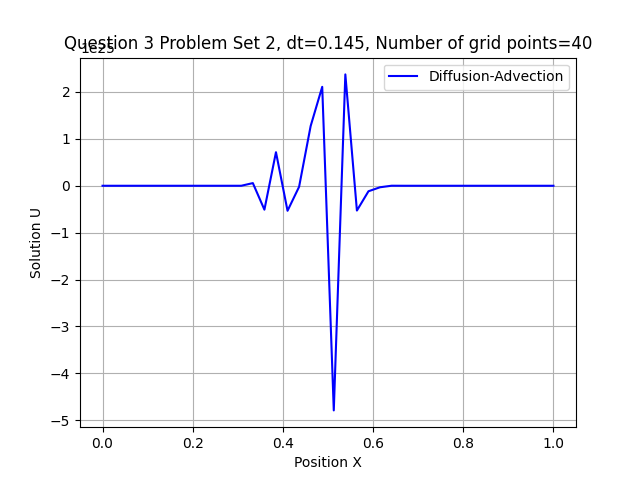 Question 3 Problem Set 2, dt=0.145, Number of grid points=40
1e25
Diffusion-Advection
2
1
0
−1
−2
−3
−4
−5
Solution U
0.0 0.2 0.4 0.6 0.8 1.0
Position X